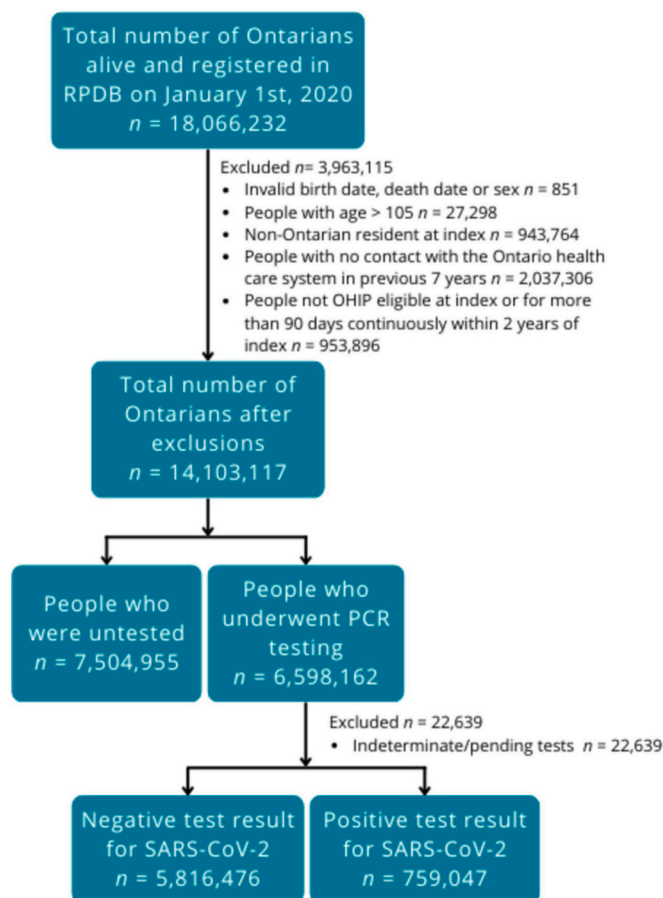 Total number of Ontarians
alive and registered in
RPDB on January 1st, 2020
n = 18,066,232
Excluded n= 3,963,115
• Invalid birth date, death date or sex n = 851
• People with age > 105 n = 27,298
• Non-Ontarian resident at index n = 943,764
• People with no contact with the Ontario health
care system in previous 7 years n = 2,037,306
• People not OHIP eligible at index or for more
than 90 days continuously within 2 years of
index n = 953,896
Total number of
Ontarians after
exclusions
n = 14,103,117
People who
were untested
n = 7,504,955
People who
underwent PCR
testing
n = 6,598,162
Excluded n = 22,639
• Indeterminate/pending tests n = 22,639
Negative test result
for SARS-CoV-2
n = 5,816,476
Positive test result
for SARS-CoV-2
n = 759,047